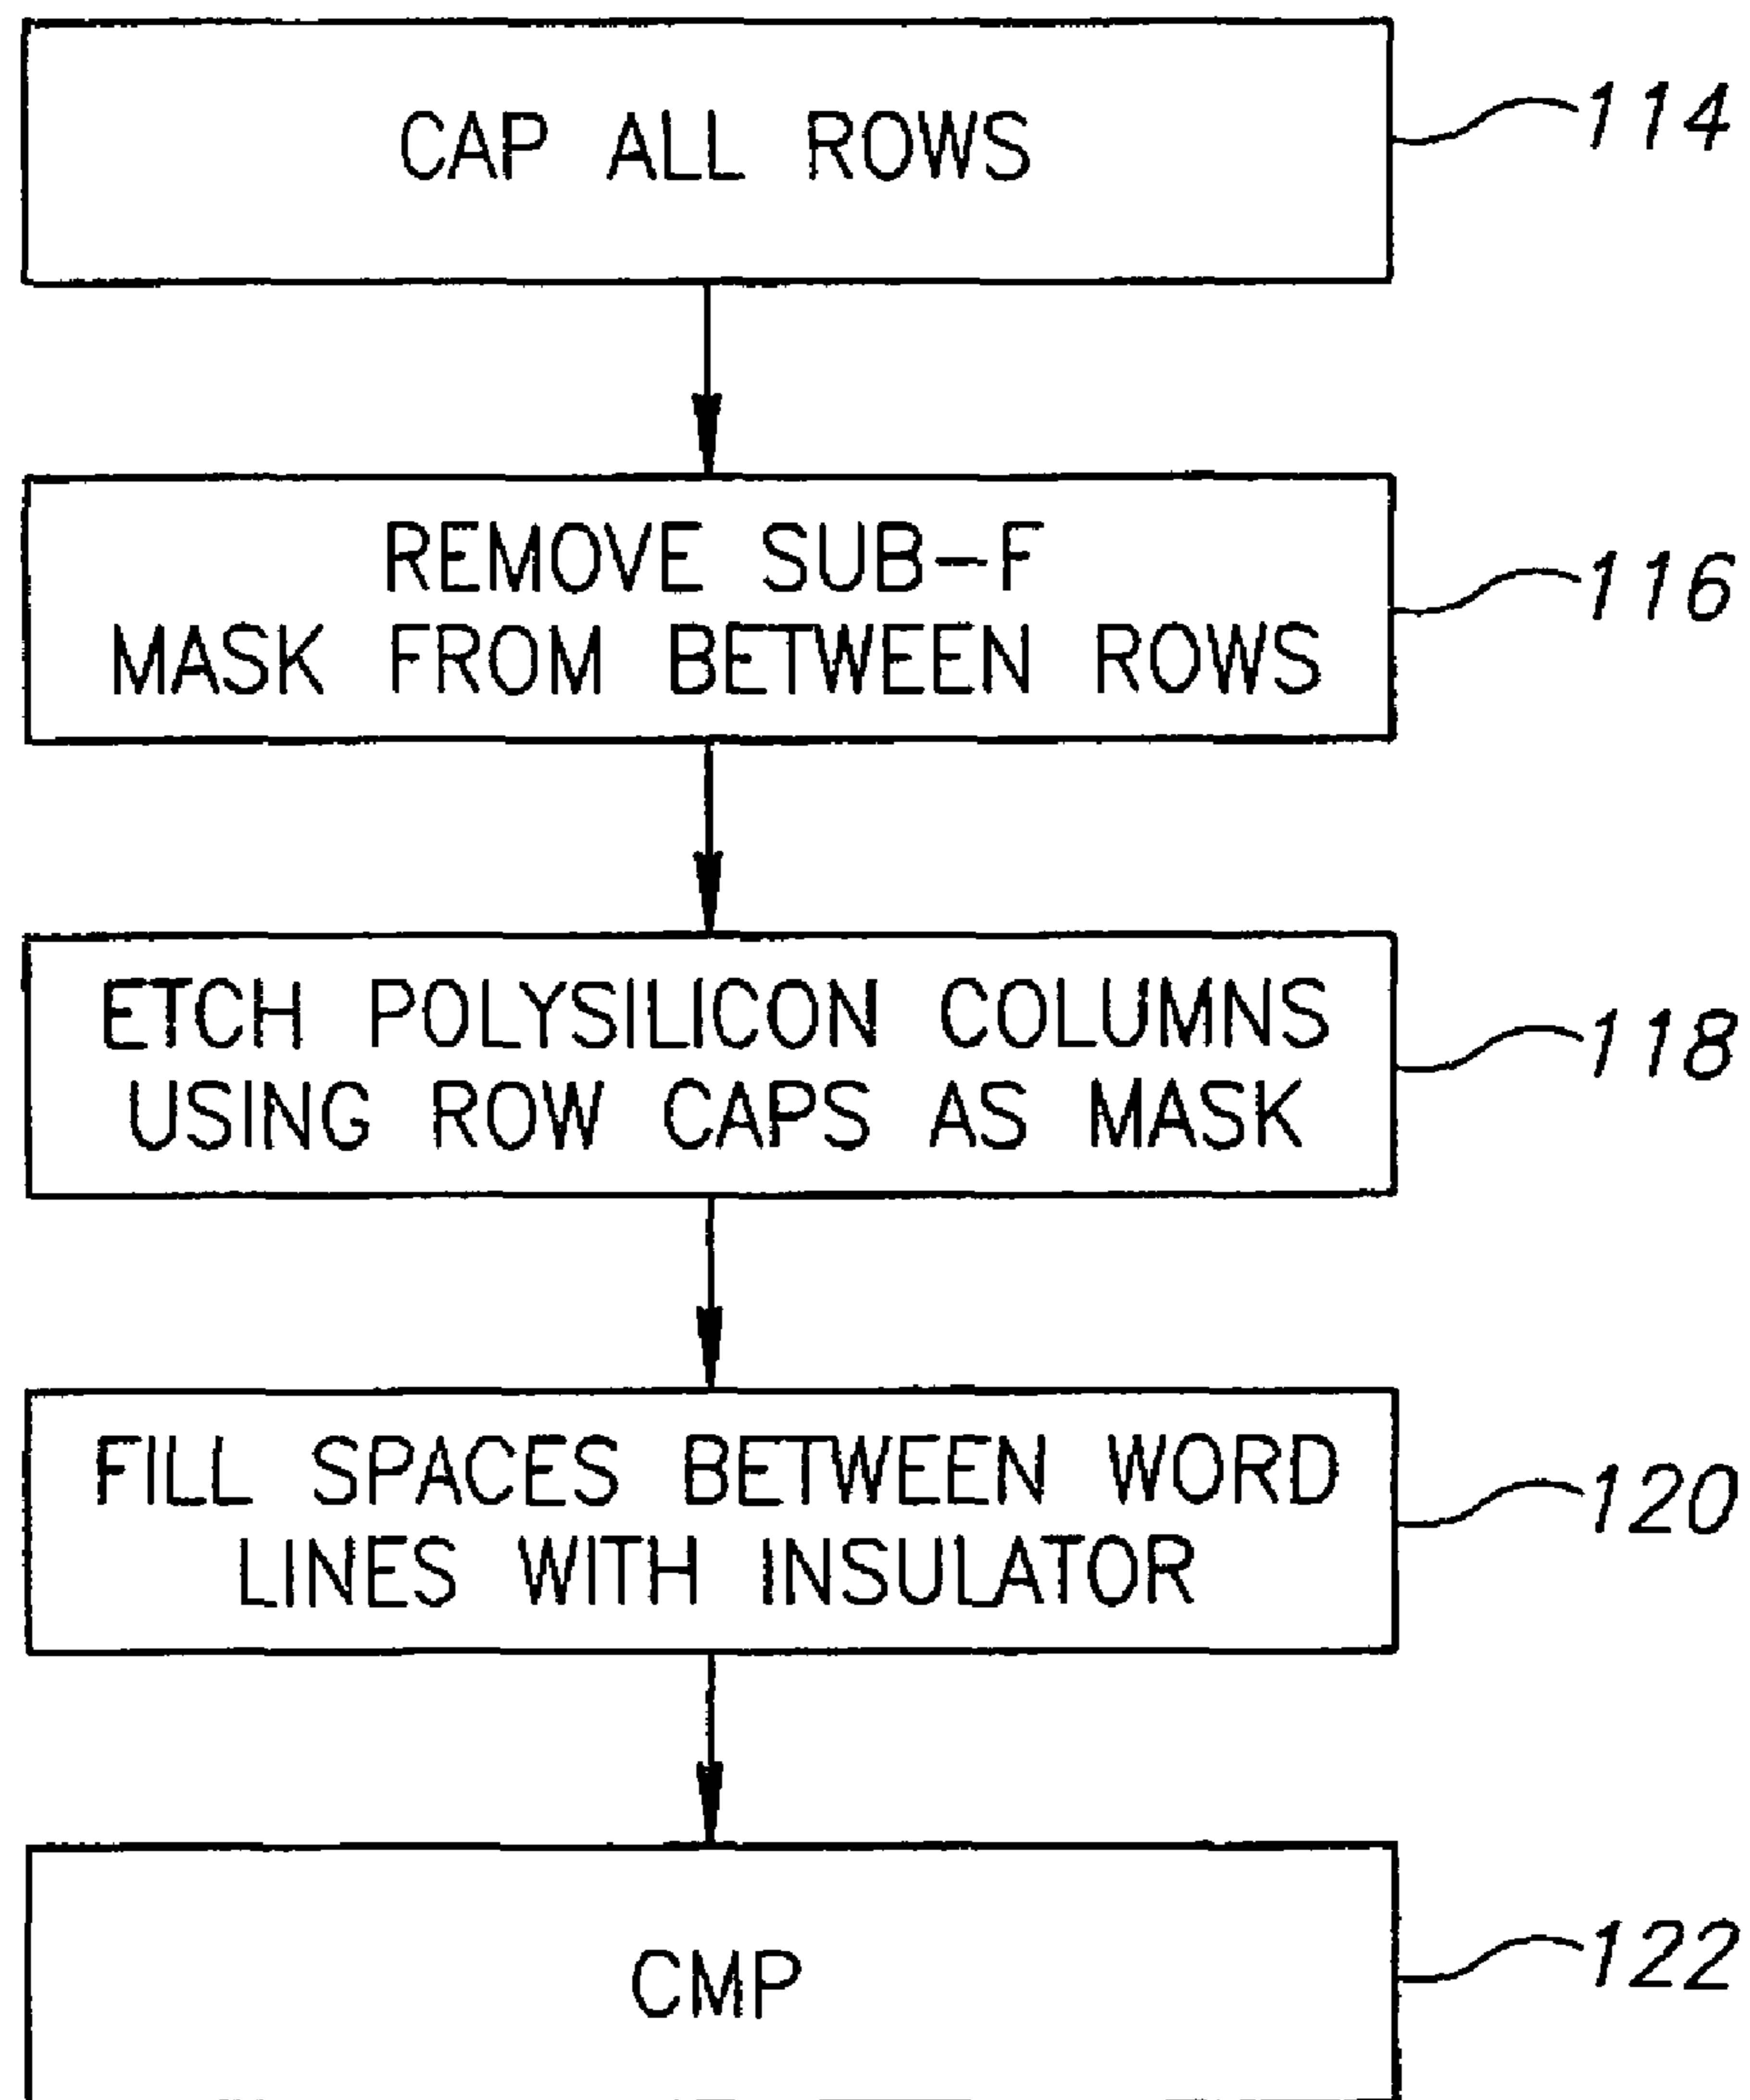 CAP ALL ROWS
114
REMOVE SUB-F
MASK FROM BETWEEN ROWS
116
ETCH POLYSILICON COLUMNS
USING ROW CAPS AS MASK
118
FILL SPACES BETWEEN WORD
LINES WITH INSULATOR
120
CMP
122